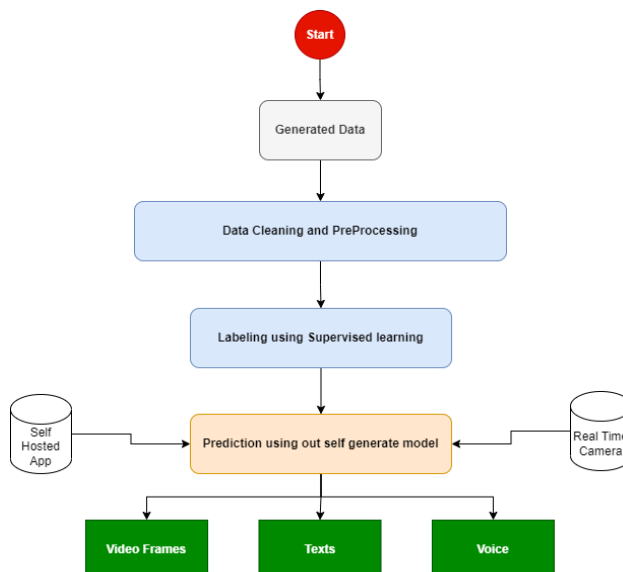 Start
Generated Data
Data Cleaning and PreProcessing
Labeling using Supervised learning
Self
Hosted
App
Prediction using out self generate model
Real Time
Camera
Video Frames
Texts
Voice